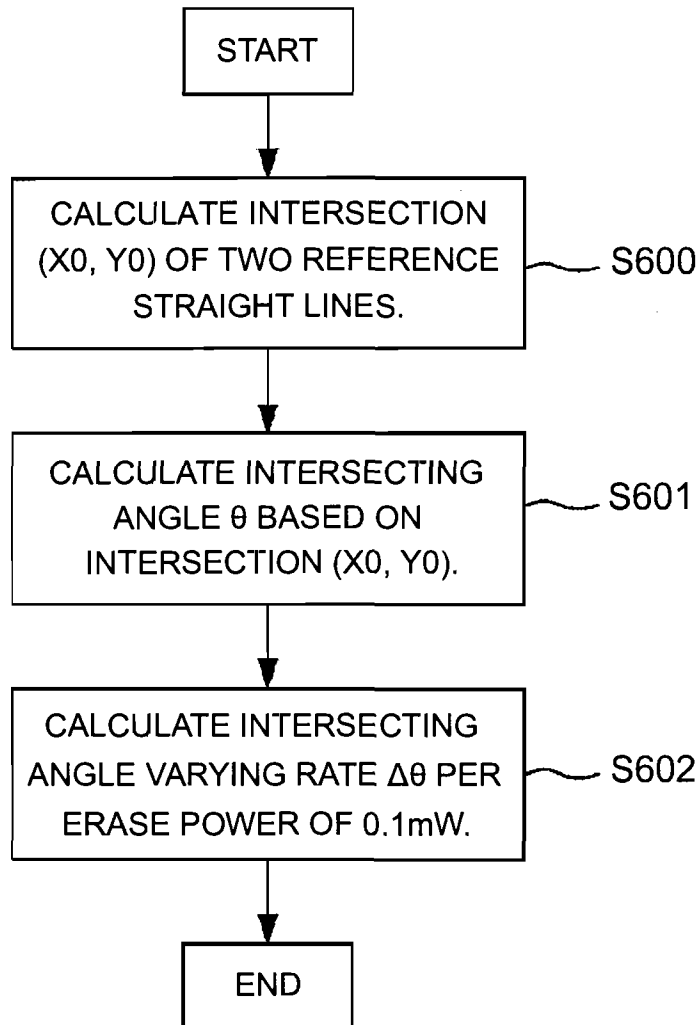 START
CALCULATE INTERSECTION
(X0, Y0) OF TWO REFERENCE
STRAIGHT LINES.
S600
CALCULATE INTERSECTING
ANGLE θ BASED ON
INTERSECTION (X0, Y0).
S601
CALCULATE INTERSECTING
ANGLE VARYING RATE Δθ PER
ERASE POWER OF 0.1mW.
S602
END